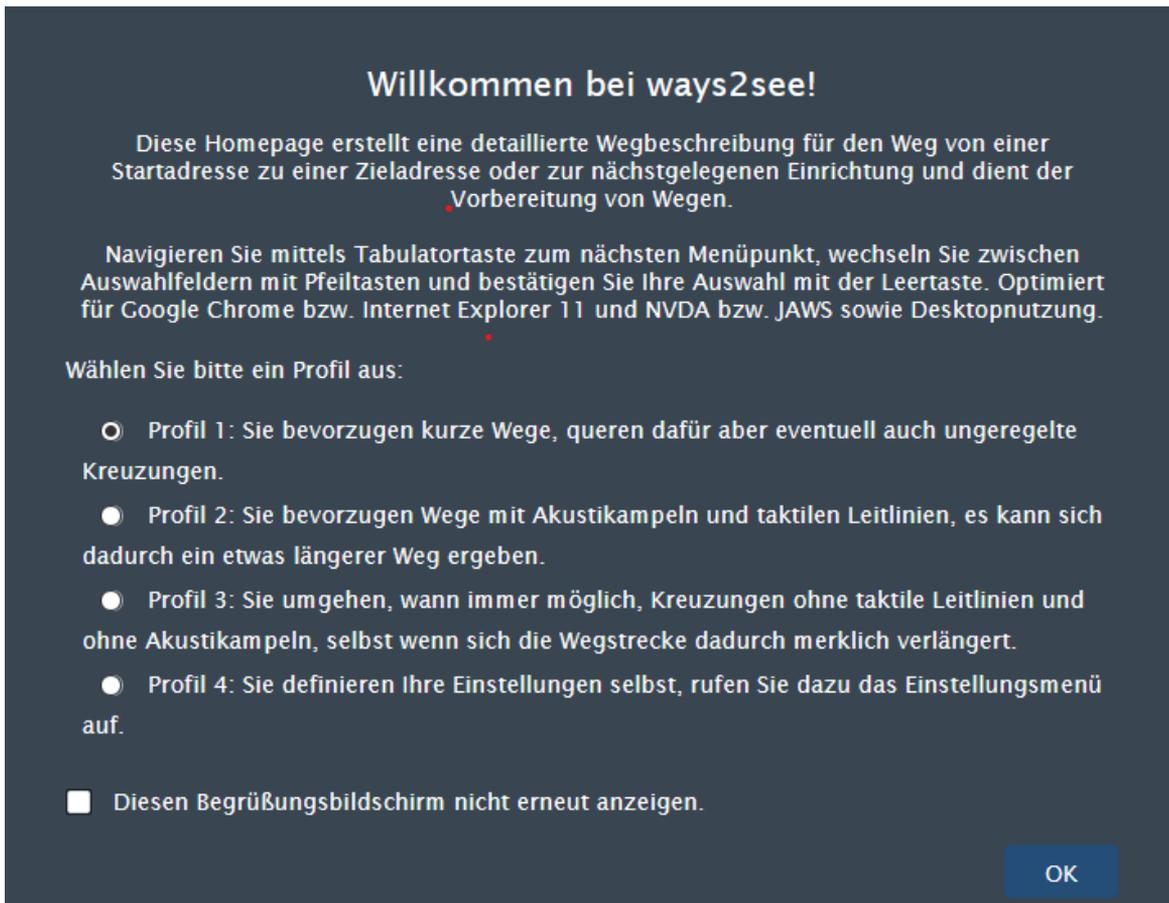 Willkommen bei ways2see!
Diese Homepage erstellt eine detaillierte Wegbeschreibung für den Weg von einer
Startadresse zu einer Zieladresse oder zur nächstgelegenen Einrichtung und dient der
Vorbereitung von Wegen.
Navigieren Sie mittels Tabulatortaste zum nächsten Menüpunkt, wechseln Sie zwischen
Auswahlfeldern mit Pfeiltasten und bestätigen Sie Ihre Auswahl mit der Leertaste. Optimiert
für Google Chrome bzw. Internet Explorer 11 und NVDA bzw. JAWS sowie Desktopnutzung.
Wählen Sie bitte ein Profil aus:
Profil 1: Sie bevorzugen kurze Wege, queren dafür aber eventuell auch ungeregelte
Kreuzungen.
Profil 2: Sie bevorzugen Wege mit Akustikampeln und taktilen Leitlinien, es kann sich
dadurch ein etwas längerer Weg ergeben.
Profil 3: Sie umgehen, wann immer möglich, Kreuzungen ohne taktile Leitlinien und
ohne Akustikampeln, selbst wenn sich die Wegstrecke dadurch merklich verlängert.
Profil 4: Sie definieren Ihre Einstellungen selbst, rufen Sie dazu das Einstellungsmenü
auf.
Diesen Begrüßungsbildschirm nicht erneut anzeigen.
OK